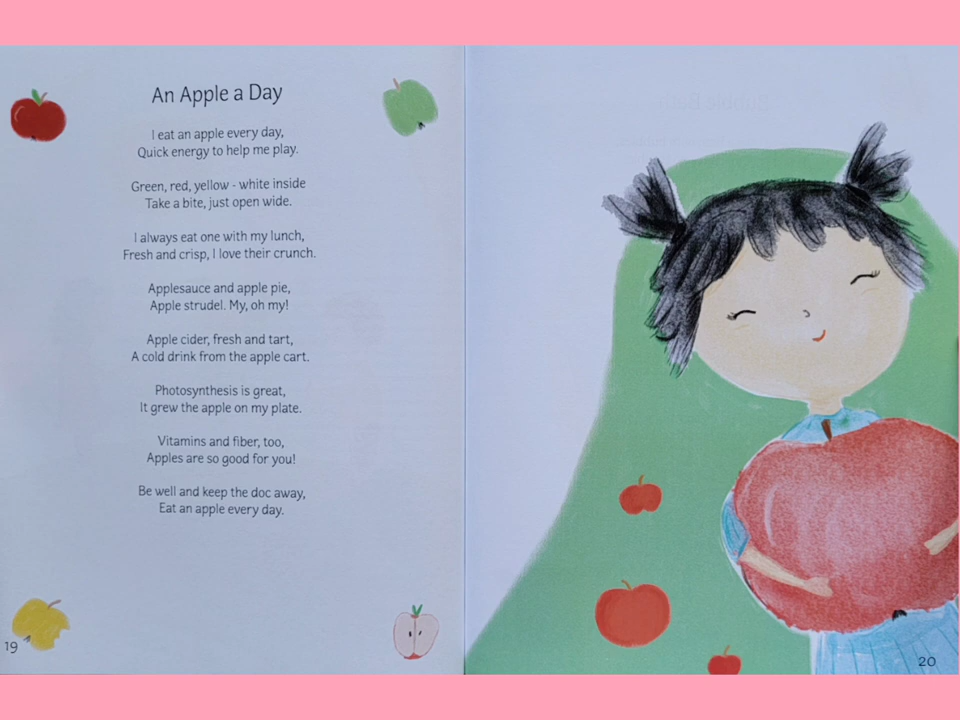 An Apple a Day
I eat an apple every day,
Quick energy to help me play.
Green, red, yellow - white inside
Take a bite, just open wide.
I always eat one with my lunch,
Fresh and crisp, I love their crunch.
Applesauce and apple pie,
Apple strudel. My, oh my!
Apple cider, fresh and tart,
A cold drink from the apple cart.
Photosynthesis is great,
It grew the apple on my plate.
Vitamins and fiber, too,
Apples are so good for you!
Be well and keep the doc away,
Eat an apple every day.
19
20